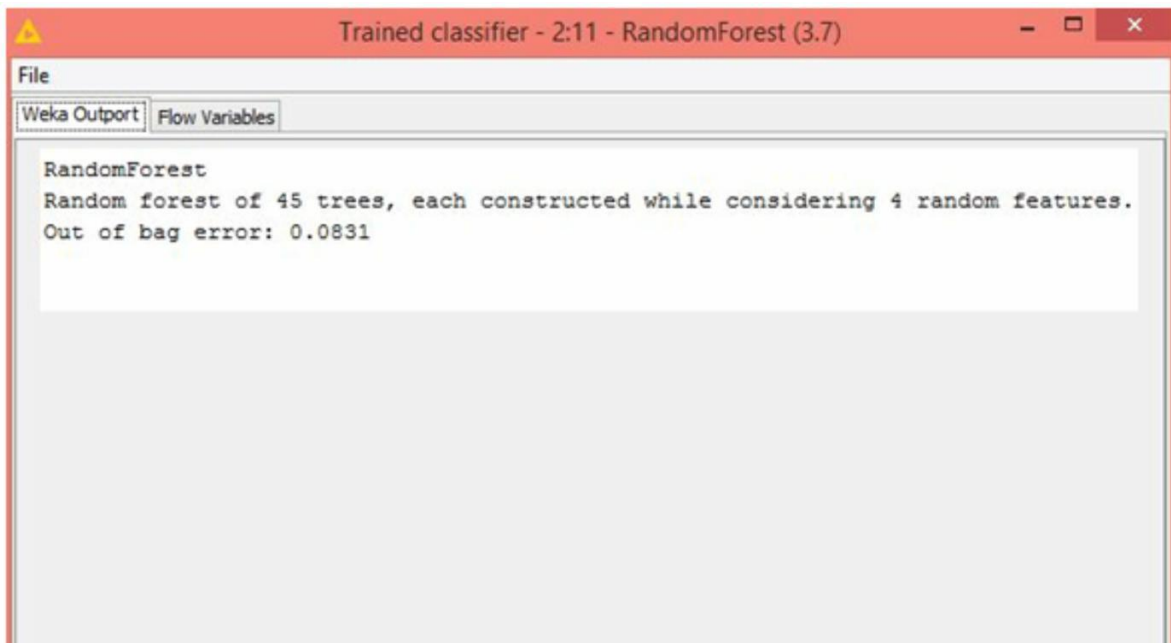 Trained classifier - 2:11 - RandomForest (3.7)
File
Weka Outport
Flow Variables
RandomForest
Random forest of 45 trees, each constructed while considering 4 random features.
Out of bag error: 0.0831